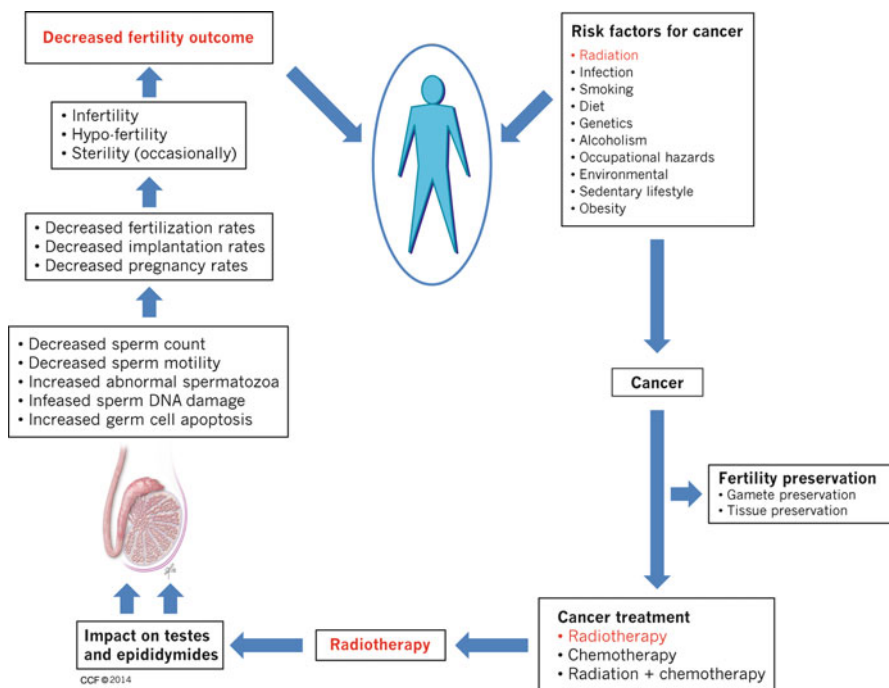 Decreased fertility outcome
• Infertility
• Hypo-fertility
• Sterility (occasionally)
• Decreased fertilization rates
• Decreased implantation rates
• Decreased pregnancy rates
• Decreased sperm count
• Decreased sperm motility
• Increased abnormal spermatozoa
• Infeased sperm DNA damage
• Increased germ cell apoptosis
Impact on testes
and epididymides
CCF © 2014
Radiotherapy
Risk factors for cancer
• Radiation
• Infection
• Smoking
• Diet
• Genetics
• Alcoholism
• Occupational hazards
• Environmental
• Sedentary lifestyle
• Obesity
Cancer
Fertility preservation
• Gamete preservation
• Tissue preservation
Cancer treatment
• Radiotherapy
• Chemotherapy
• Radiation + chemotherapy